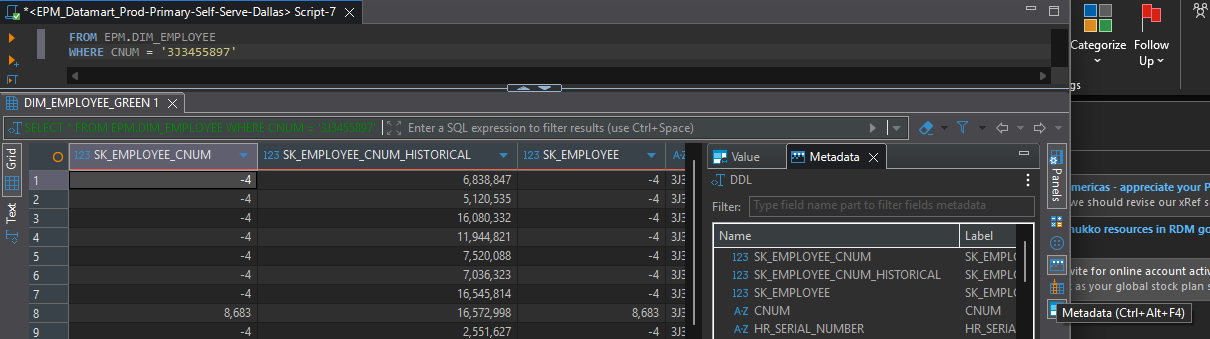 *<EPM_Datamart_Prod-Primary-Self-Serve-Dallas> Script-7
FROM EPM.DIM_EMPLOYEE
WHERE CNUM = '3J3455897'
Categorize
Follow
Up
gs
DIM_EMPLOYEE_GREEN 1
SELECT * FROM EPM.DIM_EMPLOYEE WHERE CNUM = '3J3455897'
Enter a SQL expression to filter results (use Ctrl+Space)
Grid
Text
123 SK_EMPLOYEE_CNUM 123 SK_EMPLOYEE_CNUM_HISTORICAL 123 SK_EMPLOYEE A-Z
1 -4 6,838,847 -4 3J3
2 -4 5,120,535 -4 3J3
3 -4 16,080,332 -4 3J3
4 -4 11,944,821 -4 3J3
5 -4 7,520,088 -4 3J3
6 -4 7,036,323 -4 3J3
7 -4 16,545,814 -4 3J3
8 8,683 16,572,998 8,683 3J3
9 -4 2,551,627 -4 3J3
Value
Metadata
DDL
Filter: Type field name part to filter fields metadata
Name Label
123 SK_EMPLOYEE_CNUM SK_EMPL
123 SK_EMPLOYEE_CNUM_HISTORICAL SK_EMPL
123 SK_EMPLOYEE SK_EMPL
A-Z CNUM CNUM
A-Z HR_SERIAL_NUMBER HR_SERIA
Panels
Metadata (Ctrl+Alt+F4)
mericas - appreciate your P
we should revise our xRef s
nukko resources in RDM go
vite for online account activ
as your global stock plan s